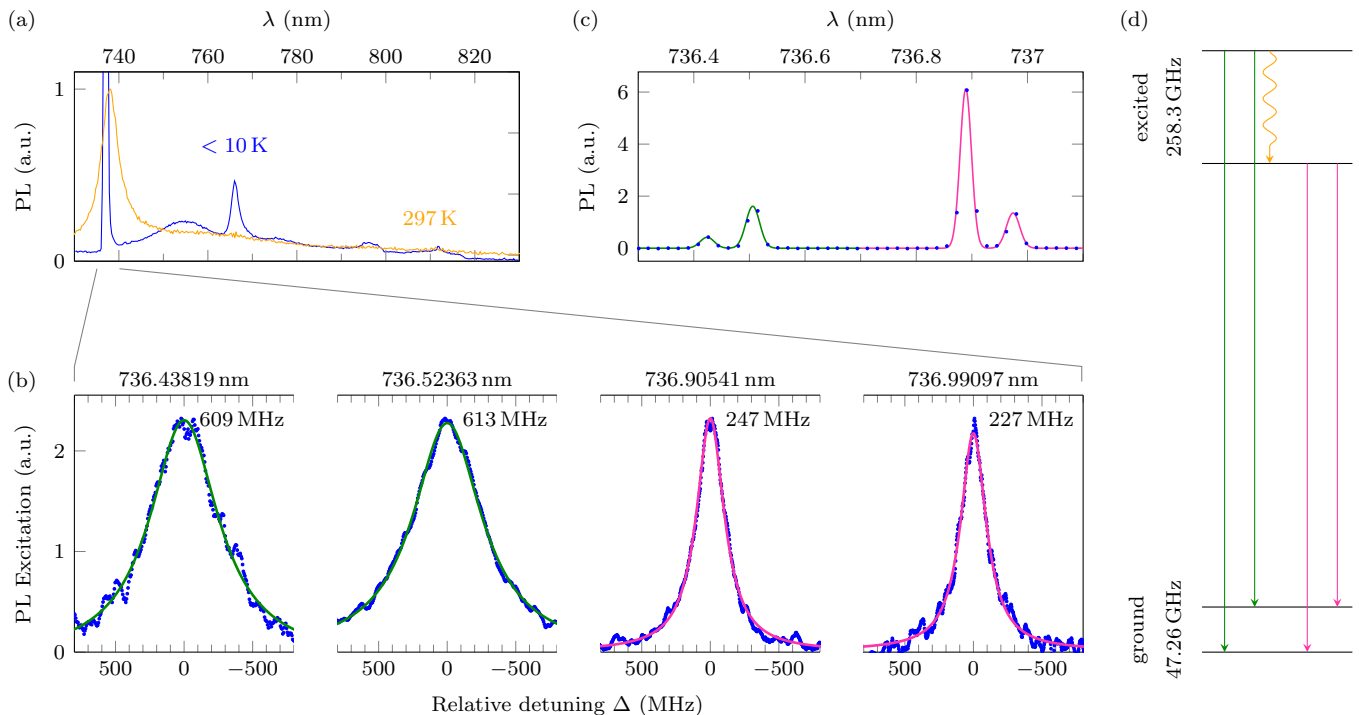 (a)
λ (nm)
740 760 780 800 820
1
0
PL (a.u.)
< 10 K
297 K
(c)
λ (nm)
736.4 736.6 736.8 737
6
4
2
0
PL (a.u.)
(d)
excited
258.3 GHz
ground
47.26 GHz
(b)
736.43819 nm 736.52363 nm 736.90541 nm 736.99097 nm
609 MHz 613 MHz 247 MHz 227 MHz
2
1
0
PL Excitation (a.u.)
500 0 −500 500 0 −500 500 0 −500 500 0 −500
Relative detuning Δ (MHz)